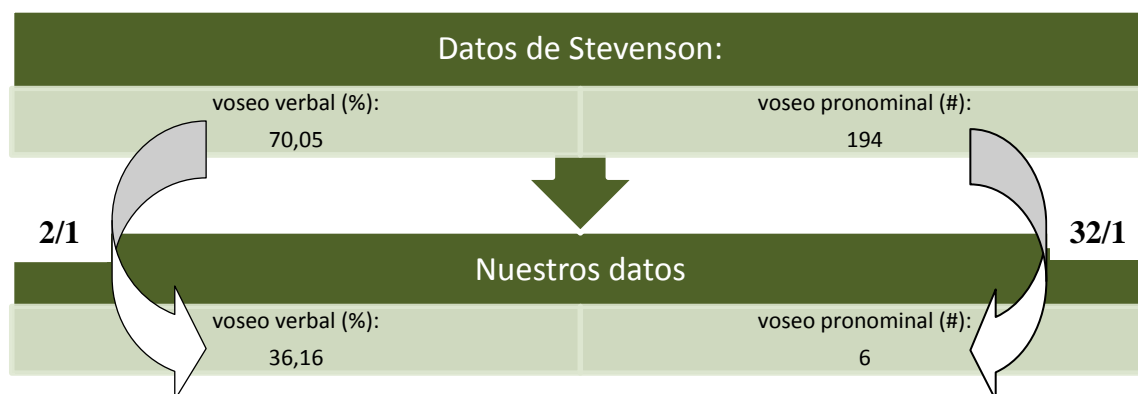 Datos de Stevenson:
voseo verbal (%):
70,05
voseo pronominal (#):
194
2/1
32/1
Nuestros datos
voseo verbal (%):
36,16
voseo pronominal (#):
6